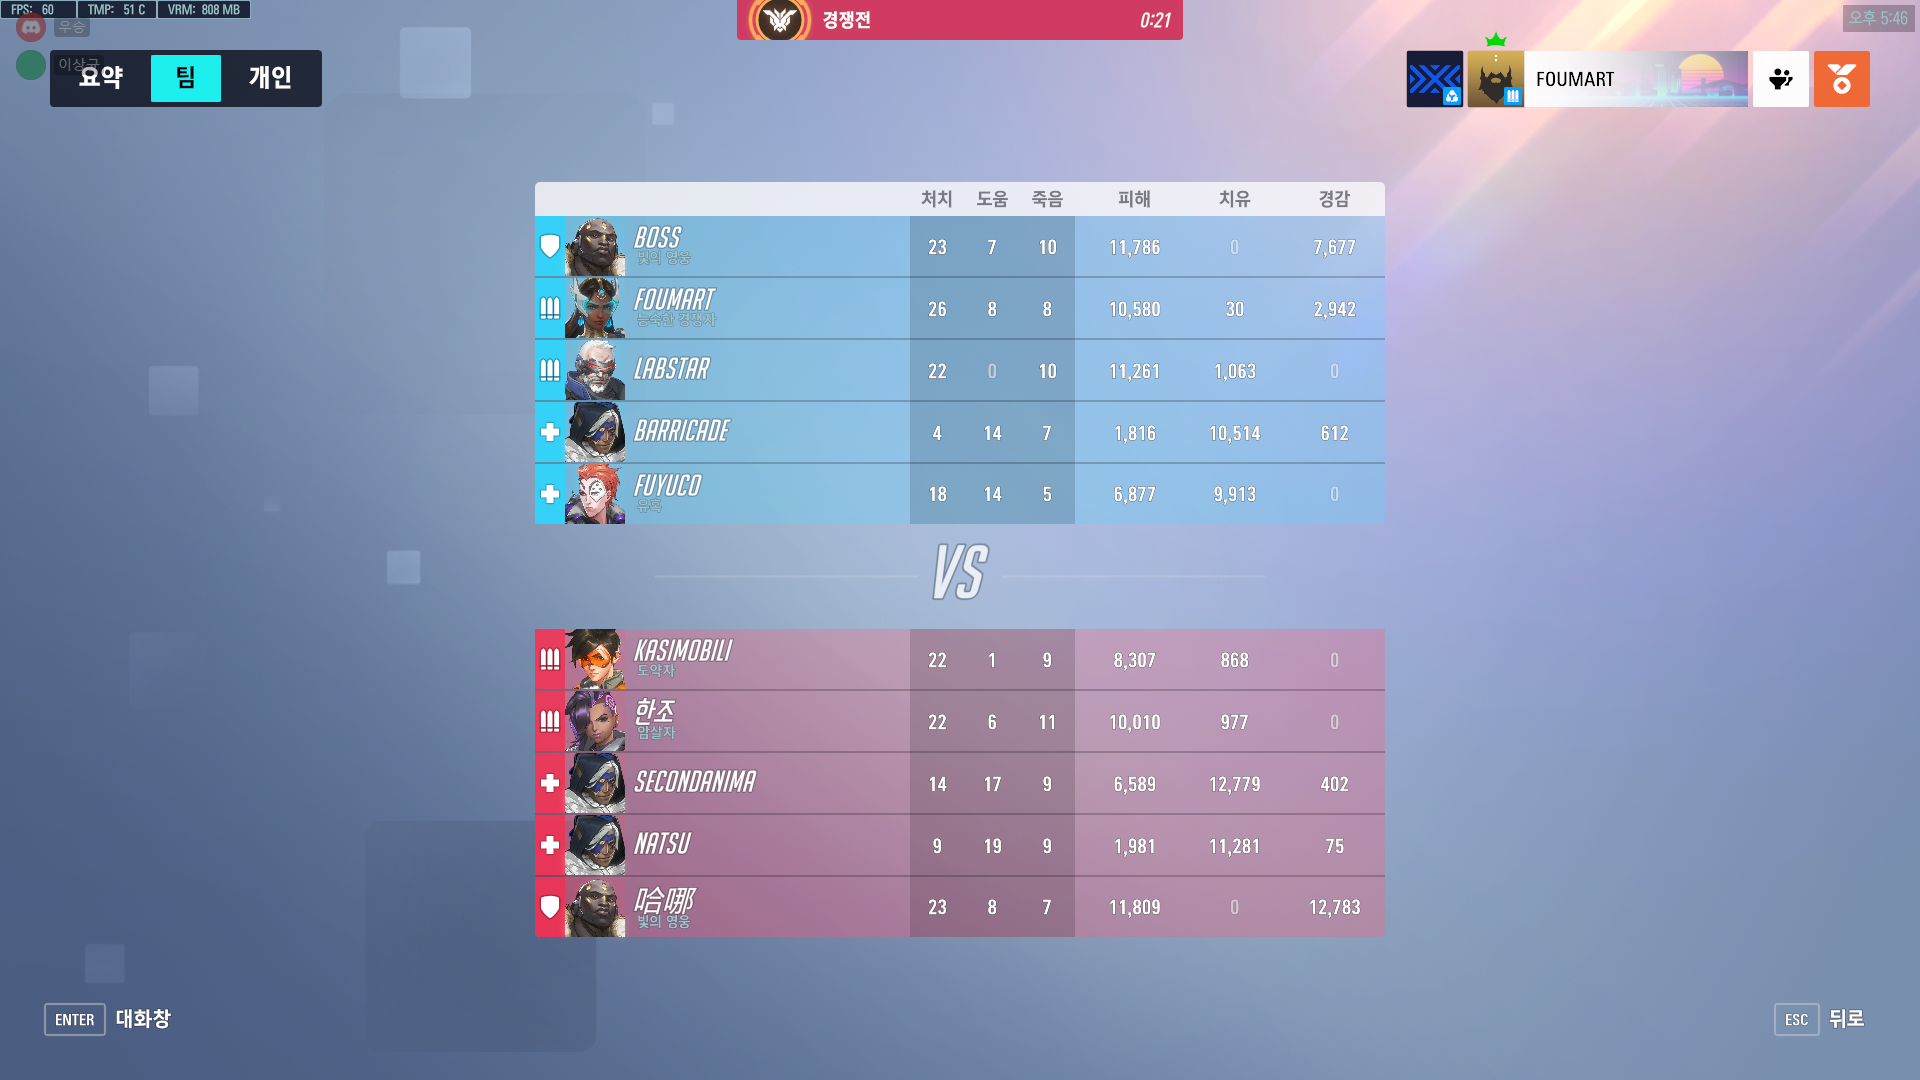 FPS: 60 TMP: 51 C VRM: 808 MB
우승
이상규
요약 팀 개인
경쟁전 0:21
오후 5:46
FOUMART
처치 도움 죽음 피해 치유 경감
BOSS 23 7 10 11,786 0 7,677
빛의 영웅
FOUMART 26 8 8 10,580 30 2,942
능숙한 경쟁자
LABSTAR 22 0 10 11,261 1,063 0
BARRICADE 4 14 7 1,816 10,514 612
FUYUCO 18 14 5 6,877 9,913 0
유혹
VS
KASIMOBILI 22 1 9 8,307 868 0
도약자
한조 22 6 11 10,010 977 0
암살자
SECONDANIMA 14 17 9 6,589 12,779 402
NATSU 9 19 9 1,981 11,281 75
哈哪 23 8 7 11,809 0 12,783
빛의 영웅
ENTER 대화창
ESC 뒤로